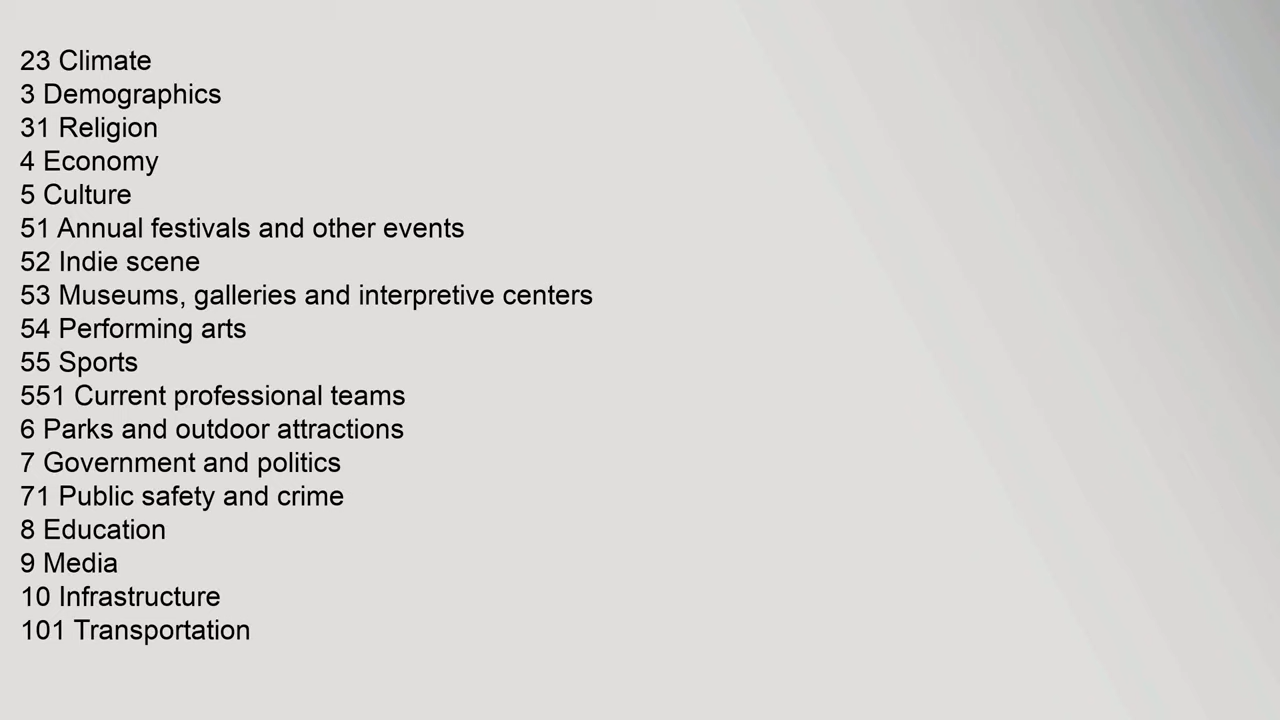 23 Climate
3 Demographics
31 Religion
4 Economy
5 Culture
51 Annual festivals and other events
52 Indie scene
53 Museums, galleries and interpretive centers
54 Performing arts
55 Sports
551 Current professional teams
6 Parks and outdoor attractions
7 Government and politics
71 Public safety and crime
8 Education
9 Media
10 Infrastructure
101 Transportation